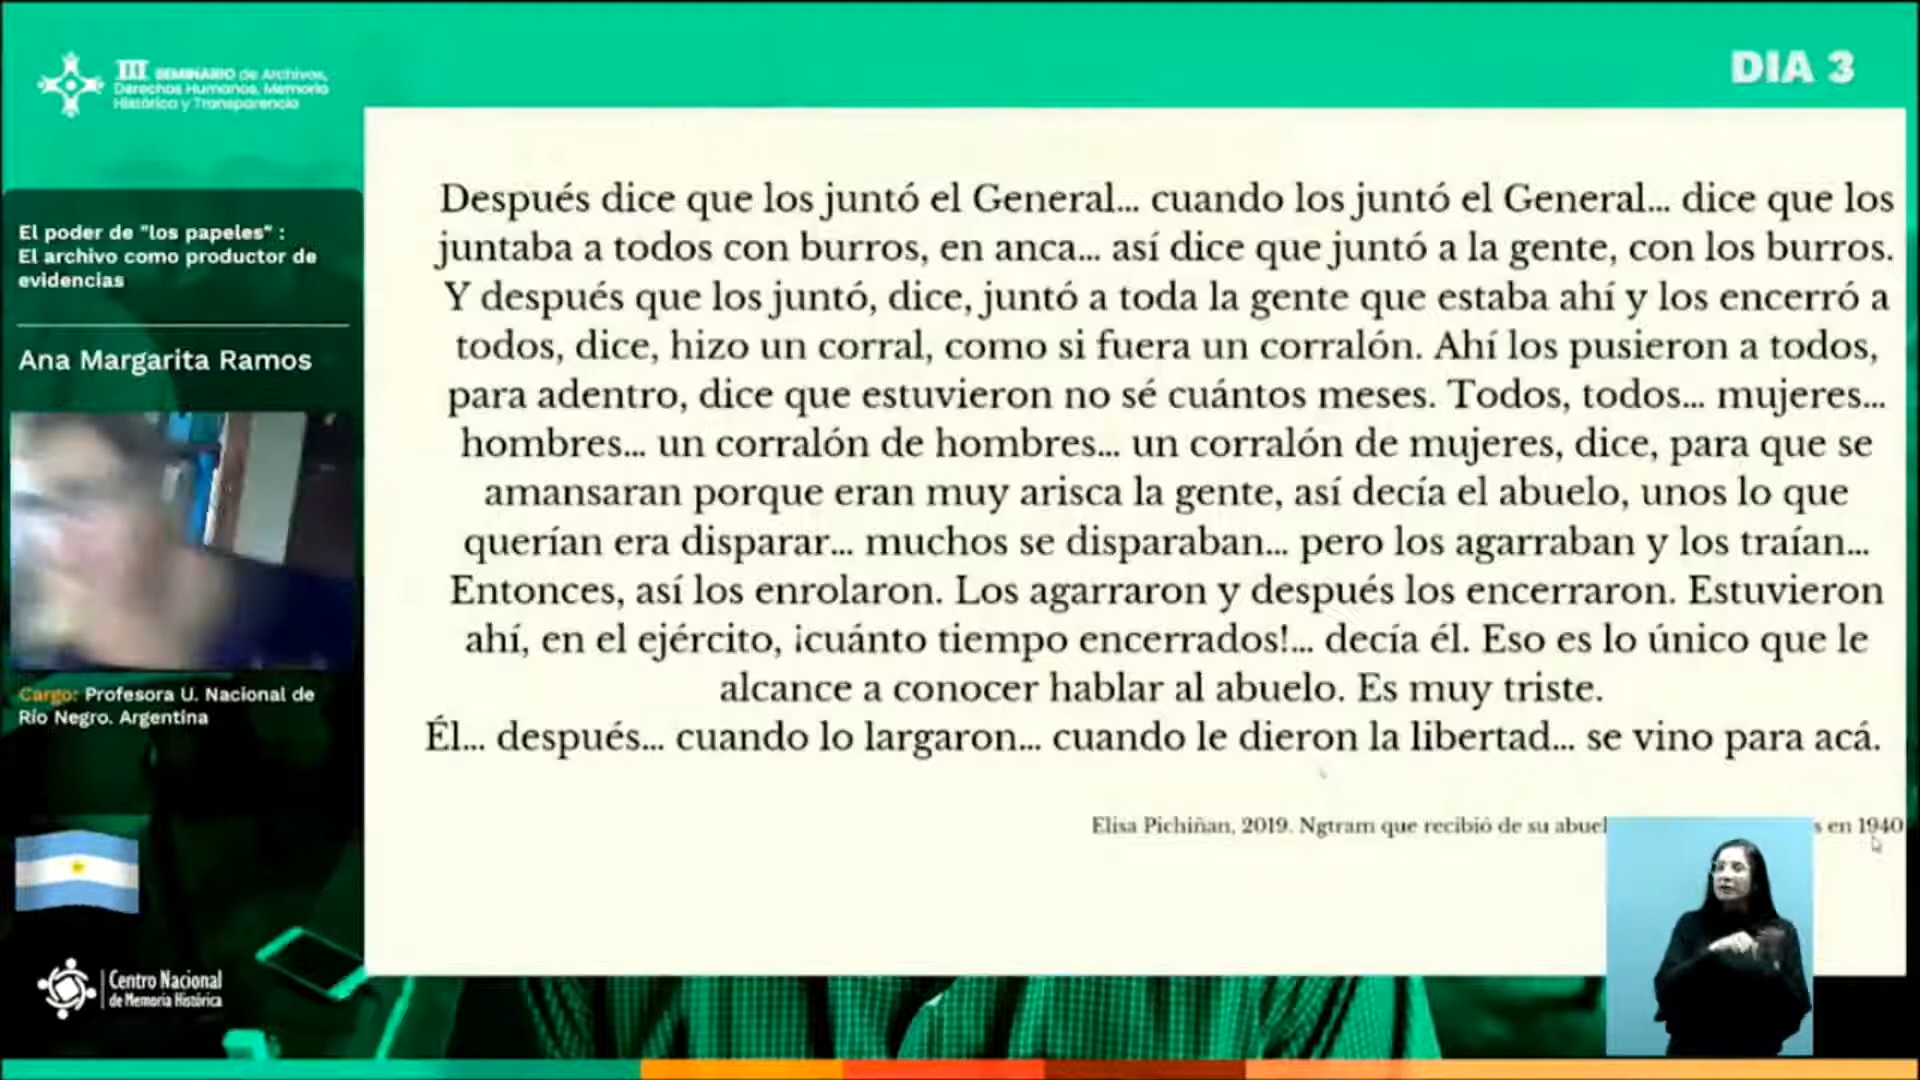 III SEMINARIO de Archivos,
Derechos Humanos, Memoria
Histórica y Transparencia
DIA 3
El poder de "los papeles" :
El archivo como productor de
evidencias
Ana Margarita Ramos
Cargo: Profesora U. Nacional de
Río Negro. Argentina
Centro Nacional
de Memoria Histórica
Después dice que los juntó el General... cuando los juntó el General... dice que los
juntaba a todos con burros, en anca... así dice que juntó a la gente, con los burros.
Y después que los juntó, dice, juntó a toda la gente que estaba ahí y los encerró a
todos, dice, hizo un corral, como si fuera un corralón. Ahí los pusieron a todos,
para adentro, dice que estuvieron no sé cuántos meses. Todos, todos... mujeres...
hombres... un corralón de hombres... un corralón de mujeres, dice, para que se
amansaran porque eran muy arisca la gente, así decía el abuelo, unos lo que
querían era disparar... muchos se disparaban... pero los agarraban y los traían...
Entonces, así los enrolaron. Los agarraron y después los encerraron. Estuvieron
ahí, en el ejército, ¡cuánto tiempo encerrados!... decía él. Eso es lo único que le
alcance a conocer hablar al abuelo. Es muy triste.
Él... después... cuando lo largaron... cuando le dieron la libertad... se vino para acá.
Elisa Pichiñan, 2019. Ngtram que recibió de su en 1940